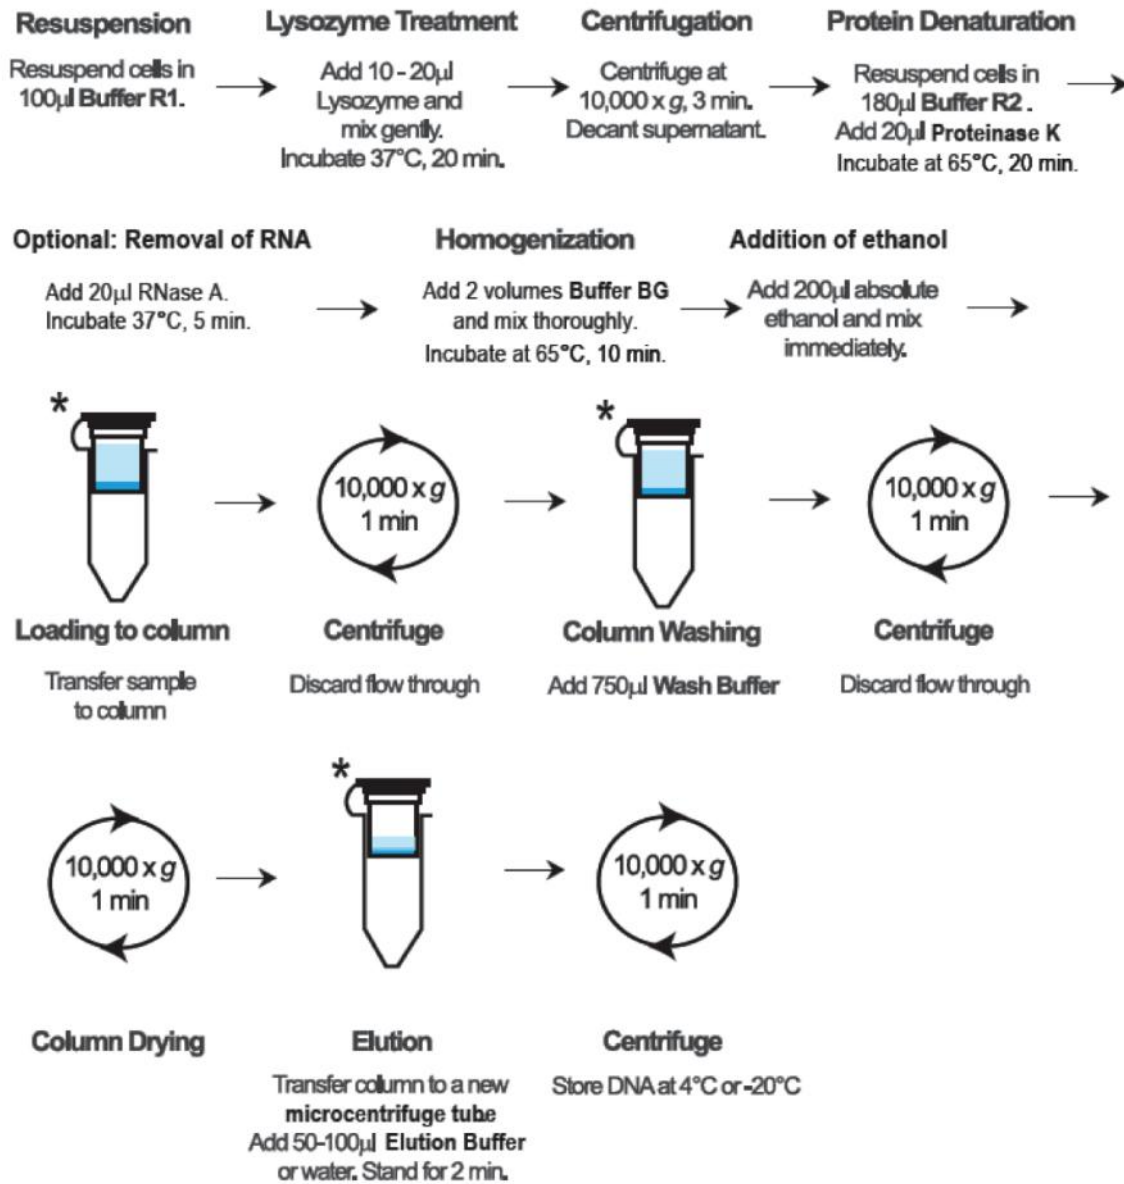 Resuspension
Resuspend cells in
100µl Buffer R1.
Lysozyme Treatment
Add 10-20µl
Lysozyme and
mix gently.
Incubate 37°C, 20 min.
Centrifugation
Centrifuge at
10,000 x g, 3 min.
Decant supernatant.
Protein Denaturation
Resuspend cells in
180µl Buffer R2 .
Add 20µl Proteinase K
Incubate at 65°C, 20 min.
Optional: Removal of RNA
Add 20µl RNase A.
Incubate 37°C, 5 min.
Homogenization
Add 2 volumes Buffer BG
and mix thoroughly.
Incubate at 65°C, 10 min.
Addition of ethanol
Add 200µl absolute
ethanol and mix
immediately.
*
Loading to column
Transfer sample
to column
10,000 x g
1 min
Centrifuge
Discard flow through
*
Column Washing
Add 750µl Wash Buffer
10,000 x g
1 min
Centrifuge
Discard flow through
10,000 x g
1 min
Column Drying
*
Elution
Transfer column to a new
microcentrifuge tube
Add 50-100µl Elution Buffer
or water. Stand for 2 min.
10,000 x g
1 min
Centrifuge
Store DNA at 4°C or -20°C